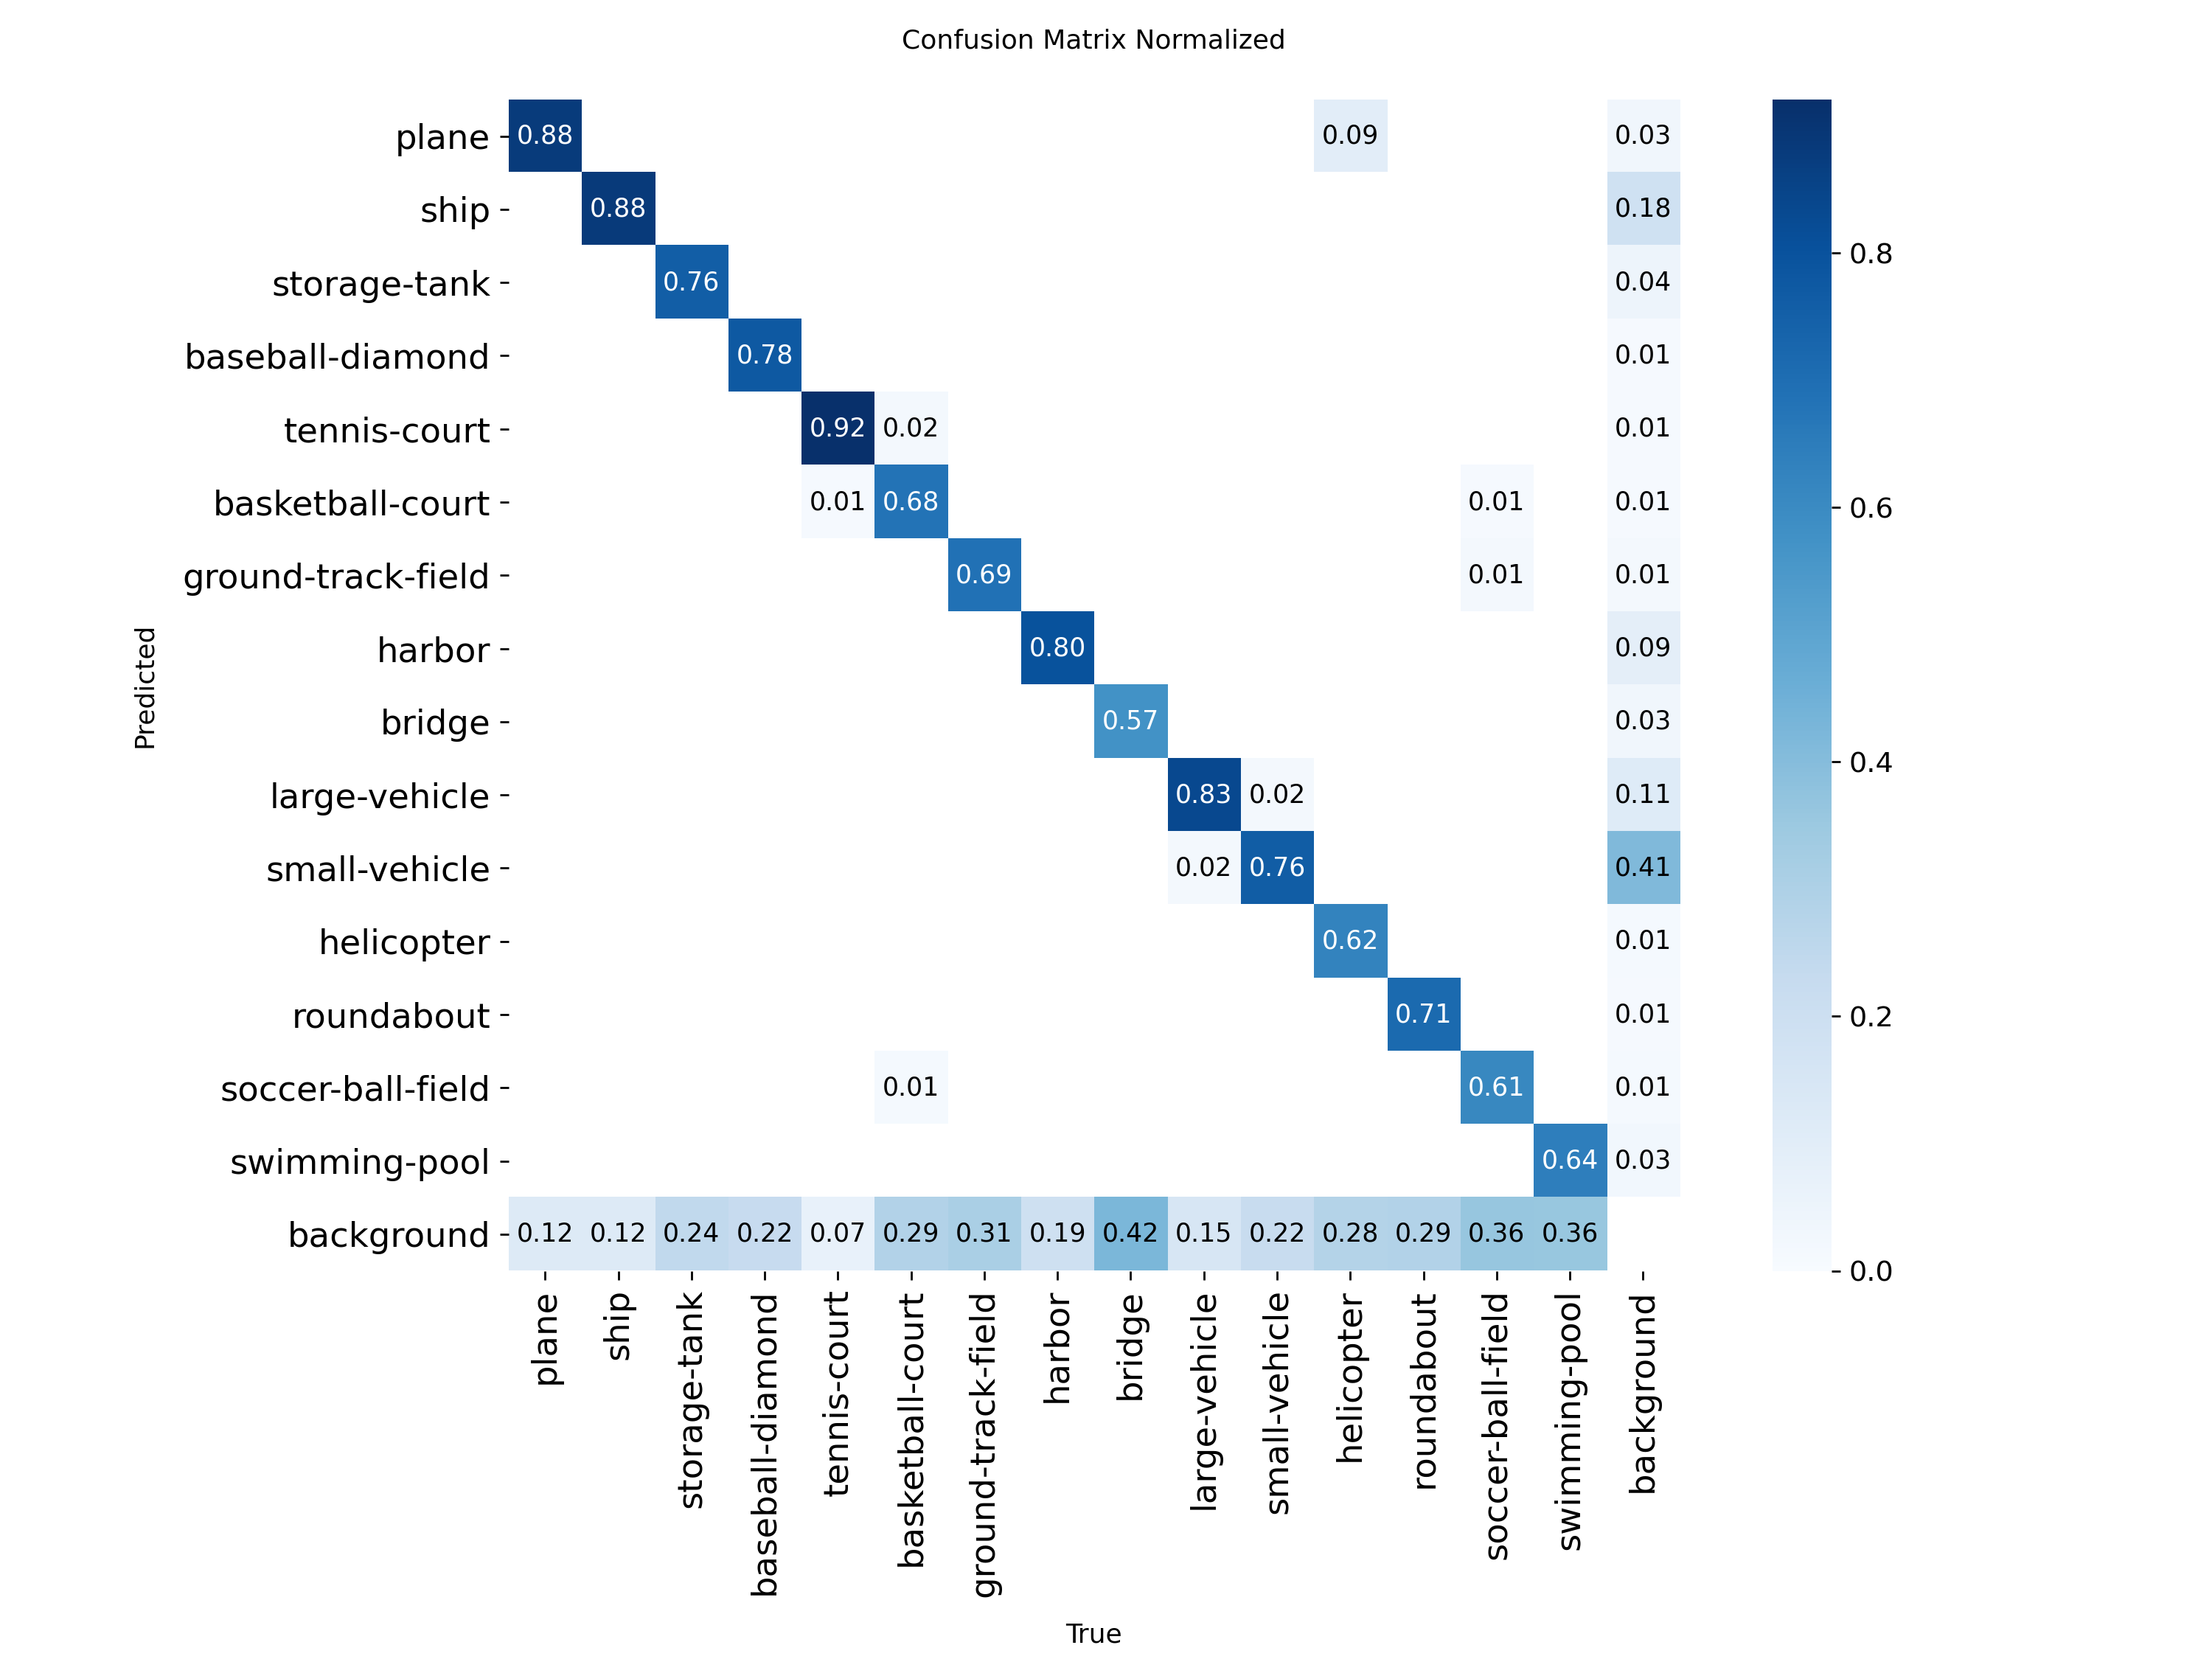 Confusion Matrix Normalized
plane 0.88 0.09 0.03
ship 0.88 0.18
0.8
storage-tank 0.76 0.04
baseball-diamond 0.78 0.01
tennis-court 0.92 0.02 0.01
basketball-court 0.01 0.68 0.01 0.01
0.6
ground-track-field 0.69 0.01 0.01
harbor 0.80 0.09
Predicted
bridge 0.57 0.03
0.4
large-vehicle 0.83 0.02 0.11
small-vehicle 0.02 0.76 0.41
helicopter 0.62 0.01
roundabout 0.71 0.01
0.2
soccer-ball-field 0.01 0.61 0.01
swimming-pool 0.64 0.03
background 0.12 0.12 0.24 0.22 0.07 0.29 0.31 0.19 0.42 0.15 0.22 0.28 0.29 0.36 0.36
0.0
plane
ship
storage-tank
baseball-diamond
tennis-court
basketball-court
ground-track-field
harbor
bridge
large-vehicle
small-vehicle
helicopter
roundabout
soccer-ball-field
swimming-pool
background
True